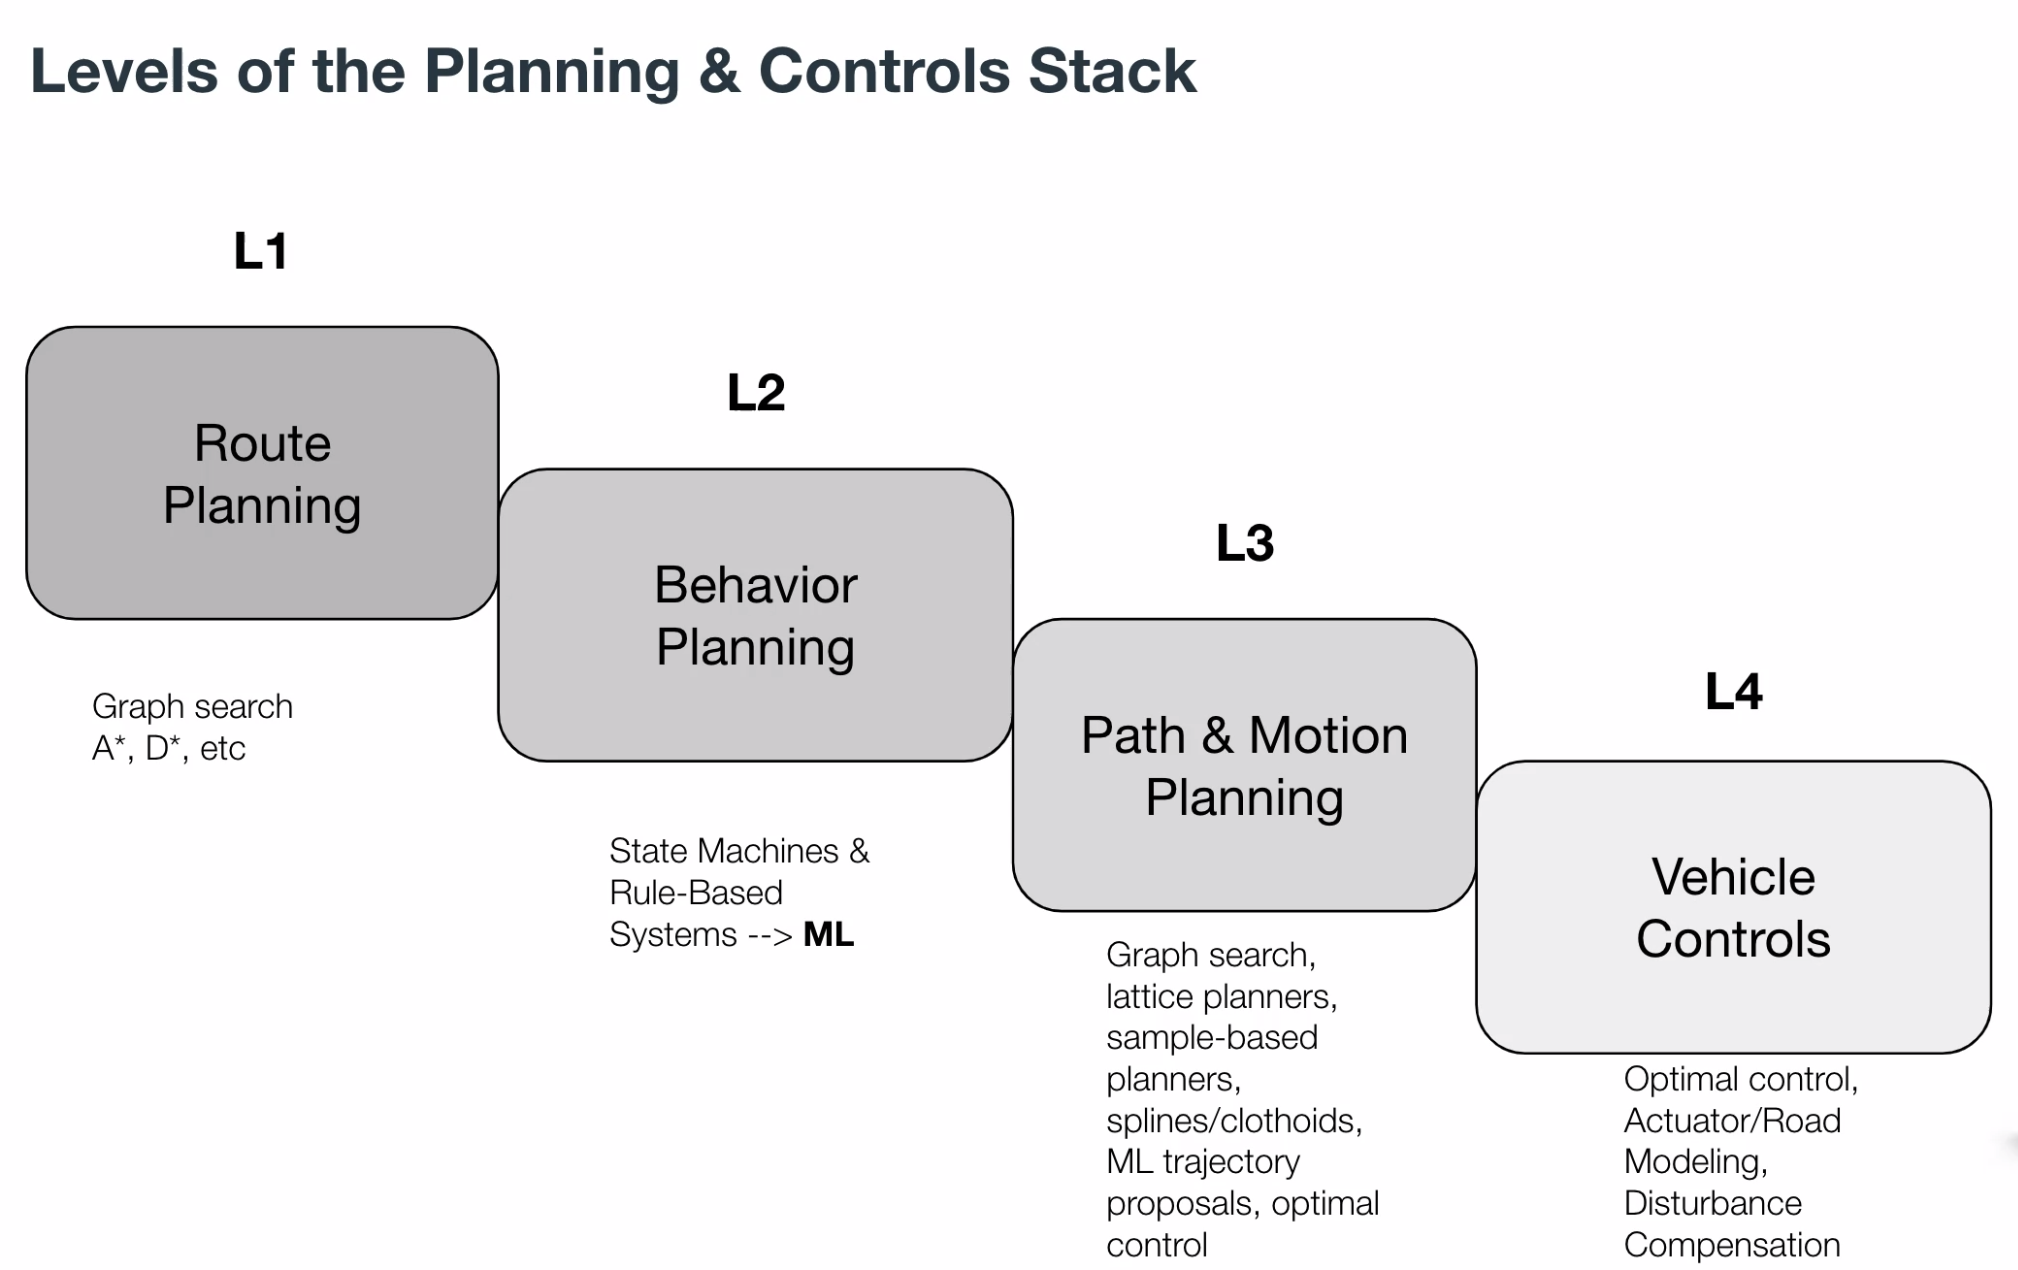 Levels of the Planning & Controls Stack
L1
Route
Planning
Graph search
A*, D*, etc
L2
Behavior
Planning
State Machines &
Rule-Based
Systems --> ML
L3
Path & Motion
Planning
Graph search,
lattice planners,
sample-based
planners,
splines/clothoids,
ML trajectory
proposals, optimal
control
L4
Vehicle
Controls
Optimal control,
Actuator/Road
Modeling,
Disturbance
Compensation